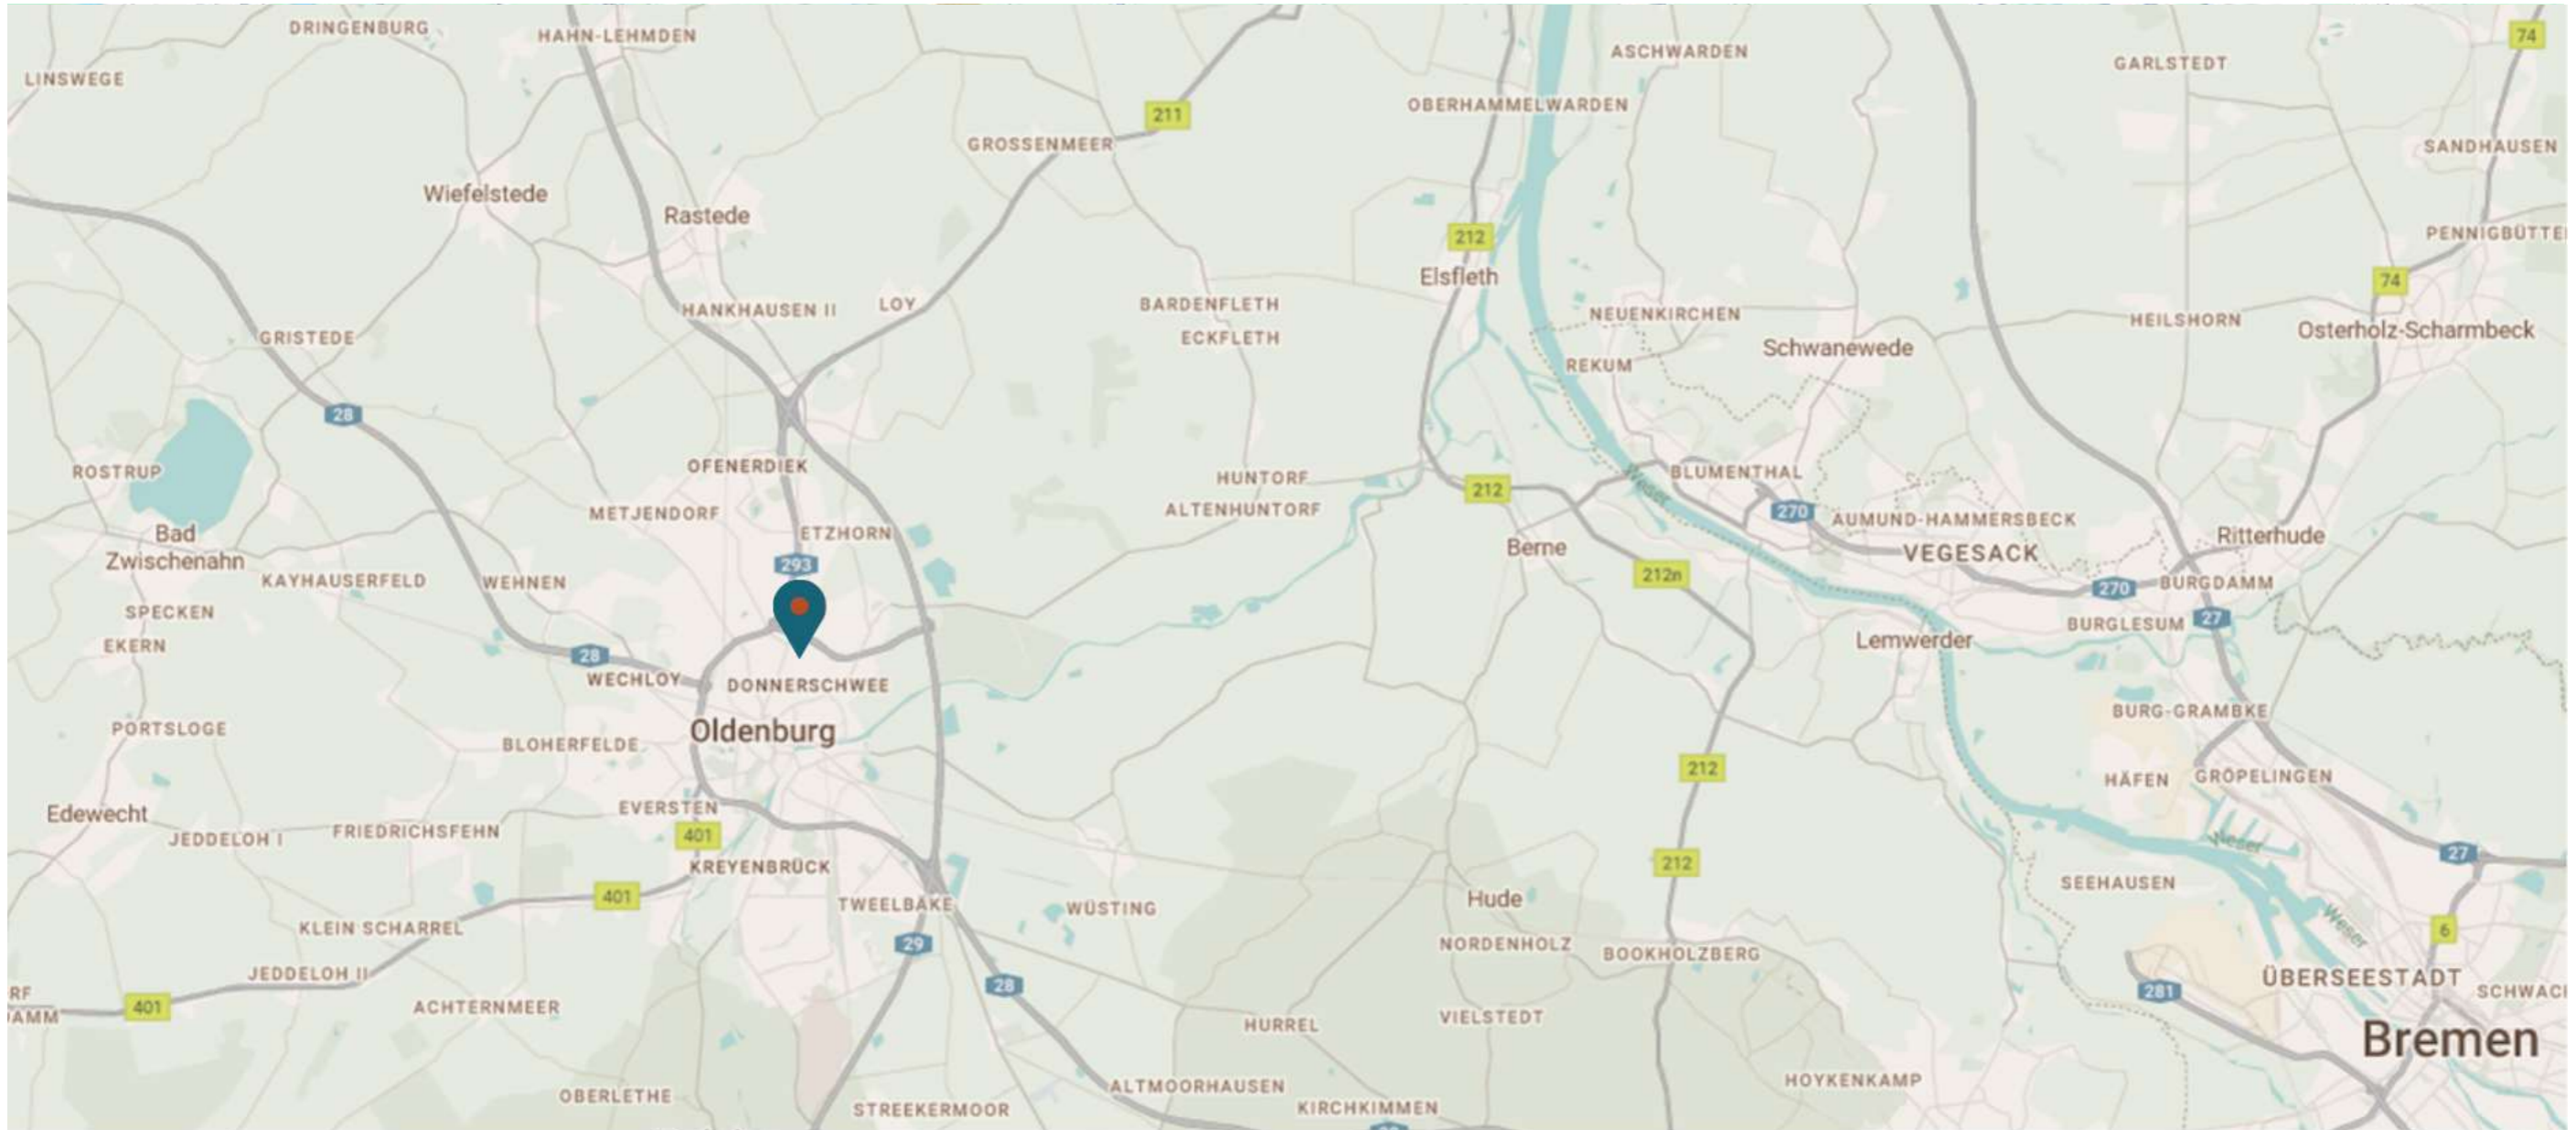 DRINGENBURG
HAHN-LEHMDEN
74
ASCHWARDEN
GARLSTEDT
LINSWEGE
OBERHAMMELWARDEN
211
GROSSENMEER
SANDHAUSEN
Wiefelstede
Rastede
212
PENNIGBÜTTE
Elsfleth
74
HANKHAUSEN II
LOY
BARDENFLETH
NEUENKIRCHEN
HEILSHORN
Osterholz-Scharmbeck
GRISTEDE
ECKFLETH
Schwanewede
REKUM
28
ROSTRUP
OFENERDIEK
HUNTORF
BLUMENTHAL
212
Weser
METJENDORF
ALTENHUNTORF
270
AUMUND-HAMMERSBECK
Bad
Zwischenahn
ETZHORN
Berne
VEGESACK
Ritterhude
293
KAYHAUSERFELD
WEHNEN
212n
270
BURGDAMM
SPECKEN
27
BURGLESUM
EKERN
Lemwerder
28
WECHLOY
DONNERSCHWEE
BURG-GRAMBKE
PORTSLOGE
Oldenburg
BLOHERFELDE
212
HÄFEN
GRÖPELINGEN
Edewecht
EVERSTEN
JEDDELOH I
FRIEDRICHSFEHN
401
Weser
27
KREYENBRÜCK
212
SEEHAUSEN
401
Hude
TWEELBÄKE
WÜSTING
Weser
KLEIN SCHARREL
29
NORDENHOLZ
BOOKHOLZBERG
6
JEDDELOH II
28
ÜBERSEESTADT
RF
281
SCHWACH
401
ACHTERNMEER
DAMM
HURREL
VIELSTEDT
Bremen
OBERLETHE
ALTMOORHAUSEN
HOYKENKAMP
STREEKERMOOR
KIRCHKIMMEN